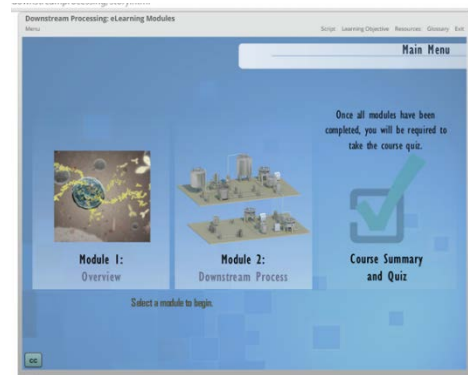 Downstream Processing: eLearning Modules
Menu
Script Learning Objective Resources Glossary Exit
Main Menu
Once all modules have been
completed, you will be required to
take the course quiz.
Module 1:
Overview
Module 2:
Downstream Process
Course Summary
and Quiz
Select a module to begin.
CC